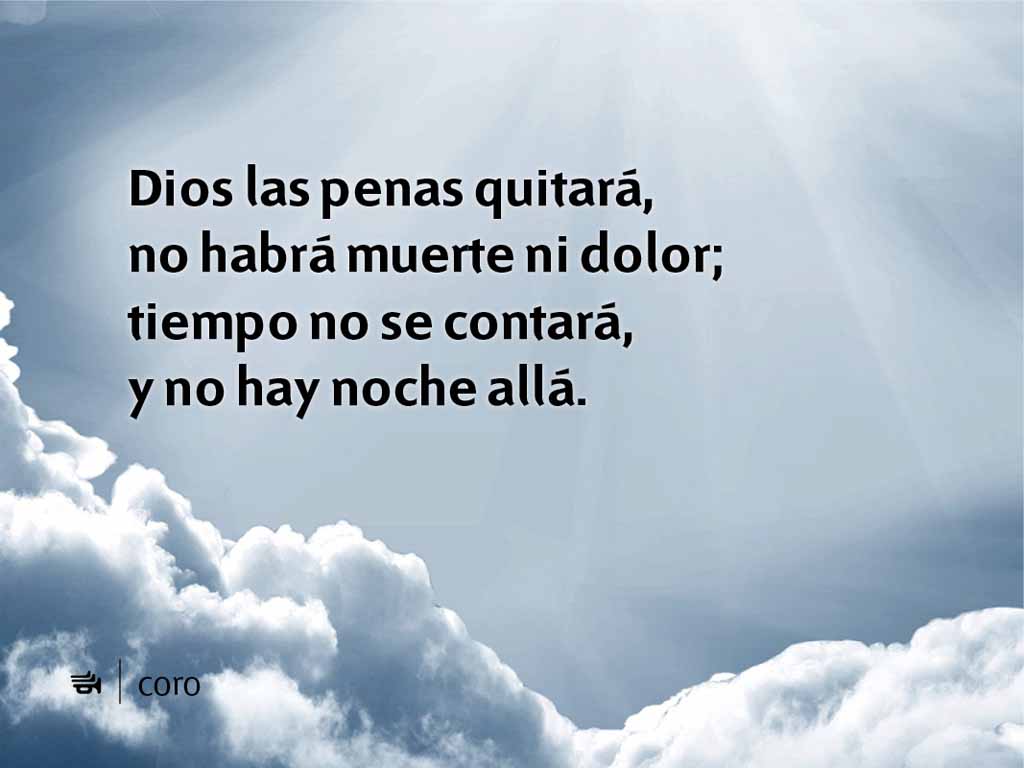 Dios las penas quitará,
no habrá muerte ni dolor;
tiempo no se contará,
y no hay noche allá.
coro